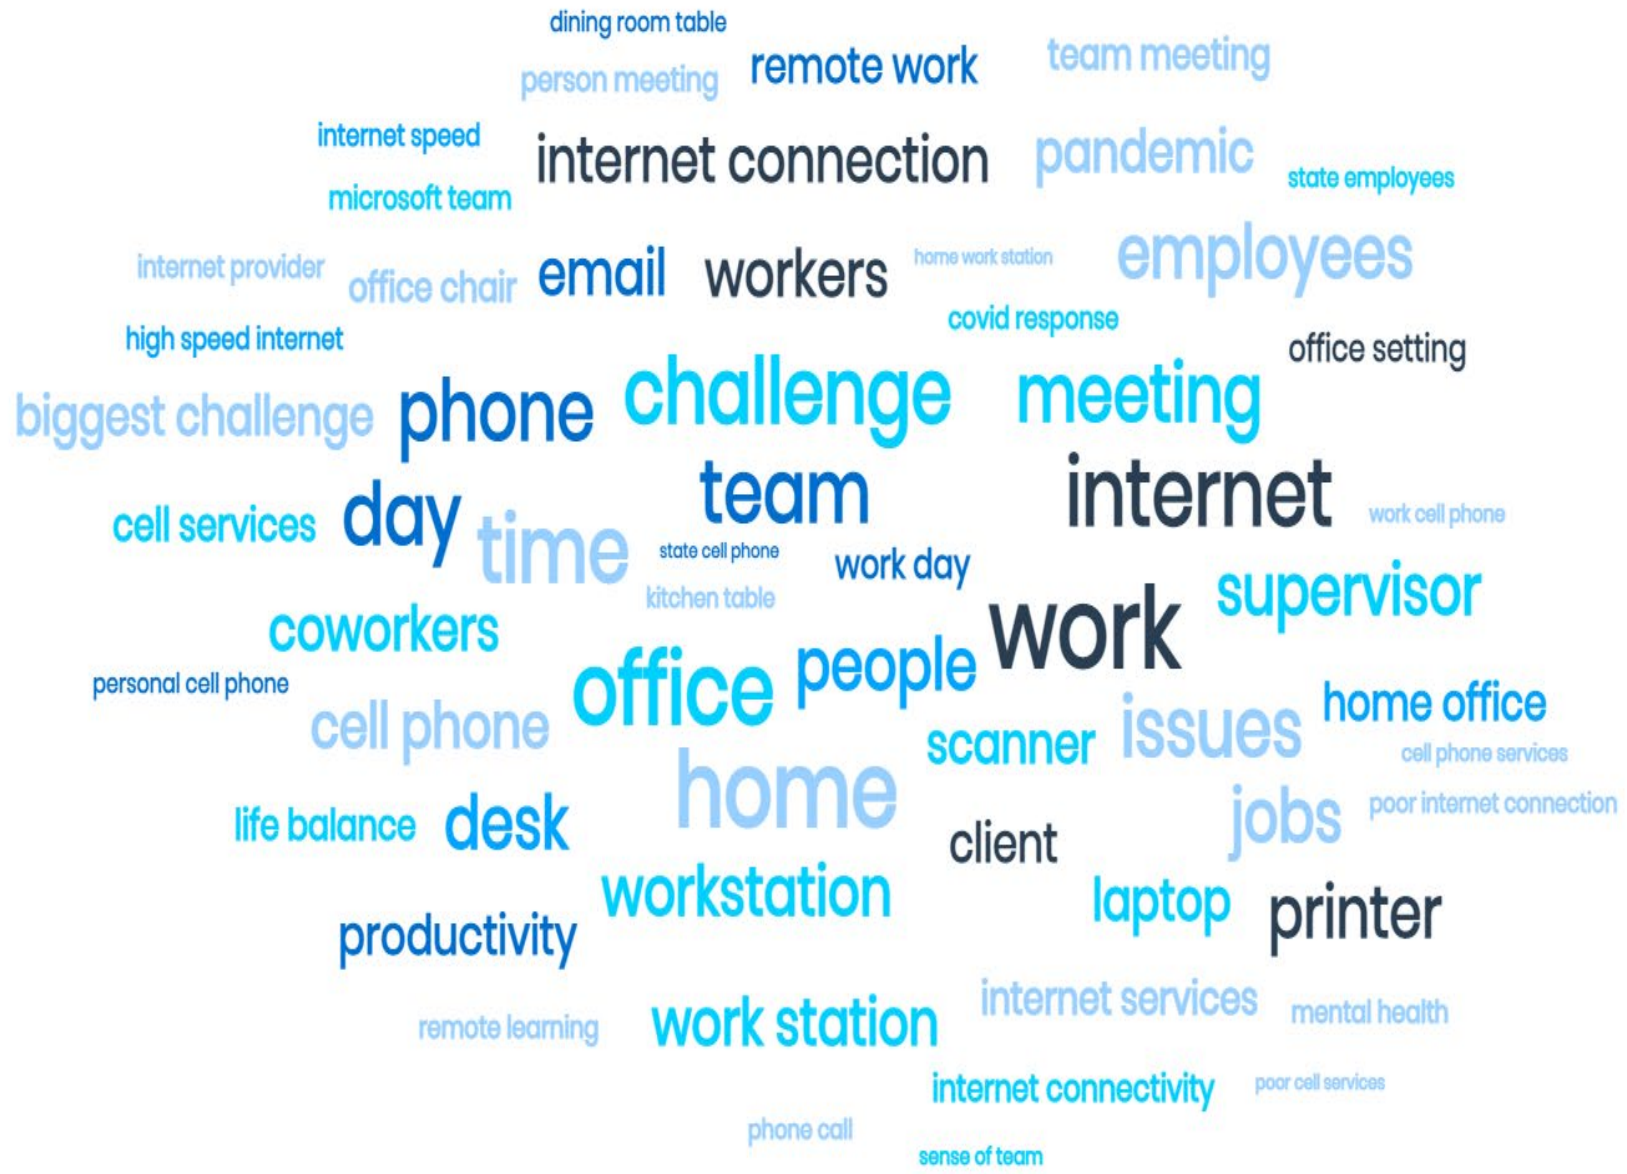 dining room table
person meeting
remote work
team meeting
internet speed
internet connection
pandemic
microsoft team
state employees
internet provider
office chair
email
workers
home work station
employees
high speed internet
covid response
office setting
biggest challenge
phone
challenge
meeting
cell services
day
time
team
internet
work cell phone
state cell phone
work day
kitchen table
supervisor
coworkers
work
personal cell phone
office
people
cell phone
scanner
issues
home office
cell phone services
home
life balance
desk
client
jobs
poor internet connection
workstation
laptop
printer
productivity
remote learning
work station
internet services
mental health
internet connectivity
poor cell services
phone call
sense of team